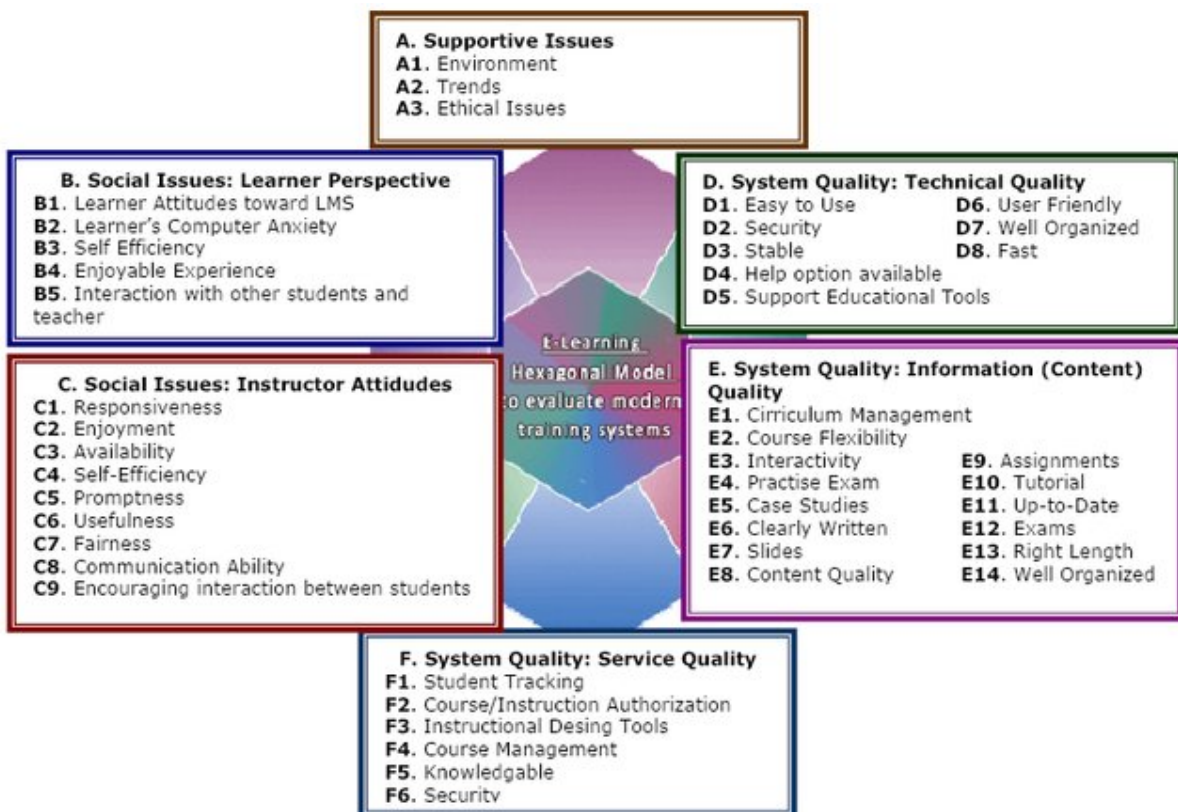 A. Supportive Issues
A1. Environment
A2. Trends
A3. Ethical Issues
B. Social Issues: Learner Perspective
B1. Learner Attitudes toward LMS
B2. Learner's Computer Anxiety
B3. Self Efficiency
B4. Enjoyable Experience
B5. Interaction with other students and
teacher
D. System Quality: Technical Quality
D1. Easy to Use D6. User Friendly
D2. Security D7. Well Organized
D3. Stable D8. Fast
D4. Help option available
D5. Support Educational Tools
E-Learning
Hexagonal Model
to evaluate modern
training systems
C. Social Issues: Instructor Attidudes
C1. Responsiveness
C2. Enjoyment
C3. Availability
C4. Self-Efficiency
C5. Promptness
C6. Usefulness
C7. Fairness
C8. Communication Ability
C9. Encouraging interaction between students
E. System Quality: Information (Content)
Quality
E1. Cirriculum Management
E2. Course Flexibility
E3. Interactivity E9. Assignments
E4. Practise Exam E10. Tutorial
E5. Case Studies E11. Up-to-Date
E6. Clearly Written E12. Exams
E7. Slides E13. Right Length
E8. Content Quality E14. Well Organized
F. System Quality: Service Quality
F1. Student Tracking
F2. Course/Instruction Authorization
F3. Instructional Desing Tools
F4. Course Management
F5. Knowledgable
F6. Security